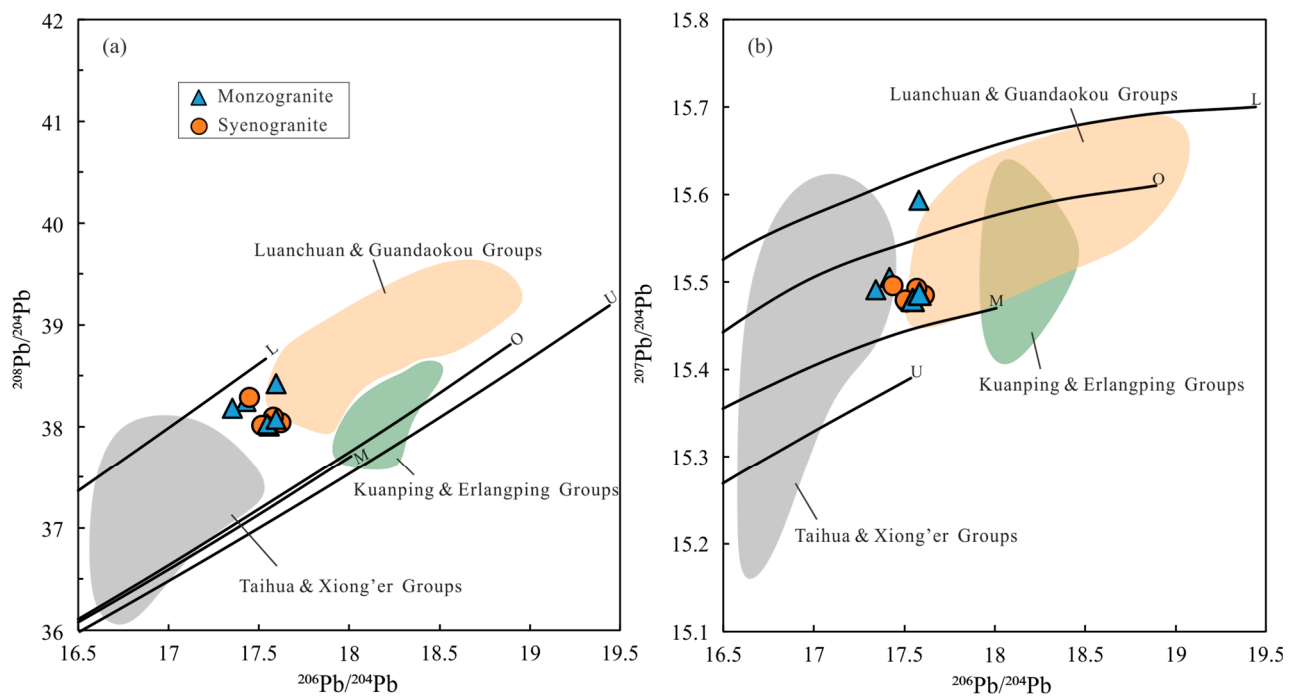 (a)
Monzogranite
Syenogranite
Luanchuan & Guandaokou Groups
Kuanping & Erlangping Groups
Taihua & Xiong’er Groups
L
O
U
M
42
41
40
39
38
37
36
16.5
17
17.5
18
18.5
19
19.5
²⁰⁸Pb/²⁰⁴Pb
²⁰⁶Pb/²⁰⁴Pb
(b)
Luanchuan & Guandaokou Groups
Kuanping & Erlangping Groups
Taihua & Xiong’er Groups
L
O
M
U
15.8
15.7
15.6
15.5
15.4
15.3
15.2
15.1
16.5
17
17.5
18
18.5
19
19.5
²⁰⁷Pb/²⁰⁴Pb
²⁰⁶Pb/²⁰⁴Pb